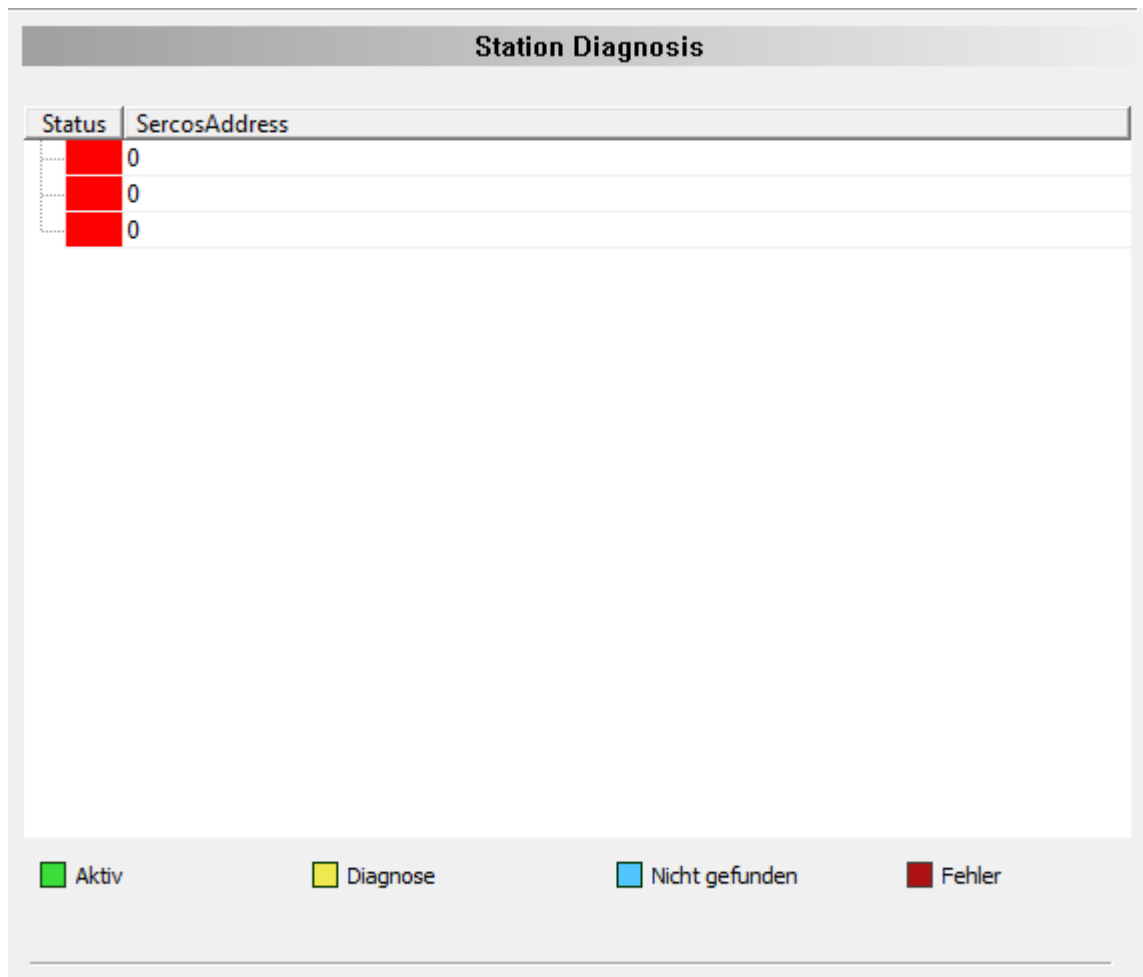 Station Diagnosis
Status SercosAddress
0
0
0
Aktiv Diagnose Nicht gefunden Fehler